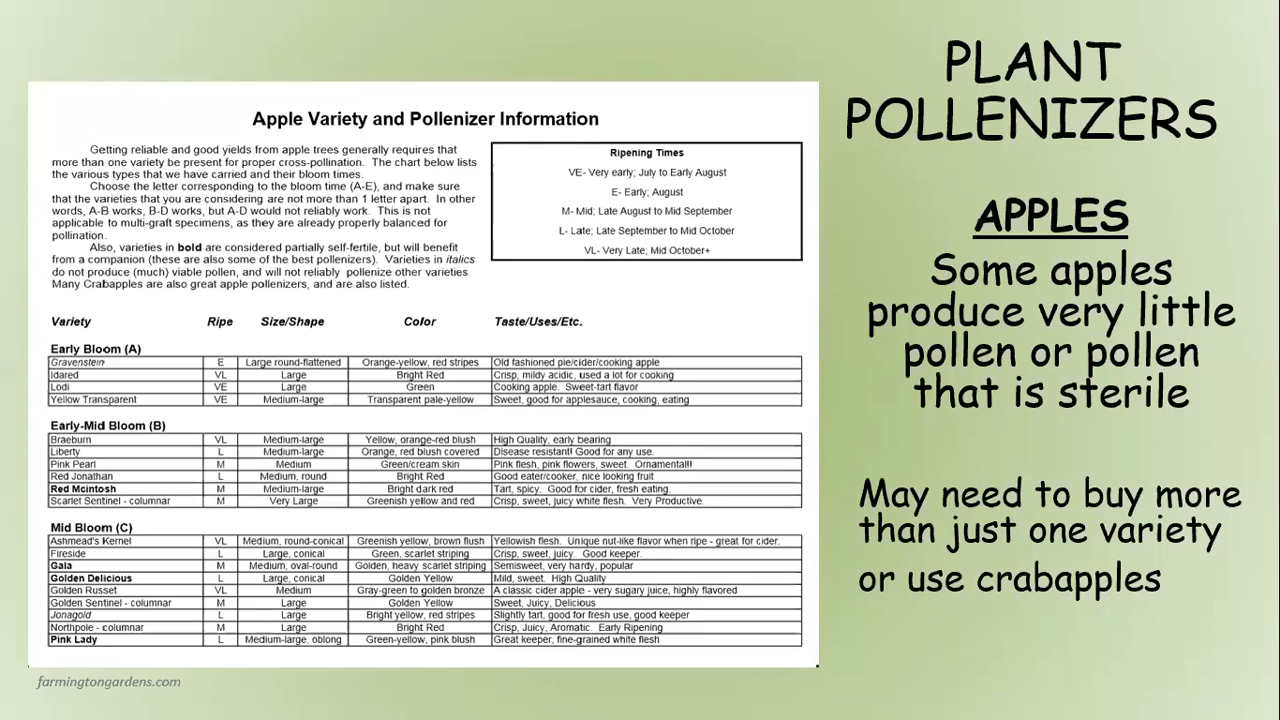 PLANT
POLLENIZERS
APPLES
Some apples
produce very little
pollen or pollen
that is sterile
May need to buy more
than just one variety
or use crabapples
Apple Variety and Pollenizer Information
Getting reliable and good yields from apple trees generally requires that
more than one variety be present for proper cross-pollination. The chart below lists
the various types that we have carried and their bloom times.
Choose the letter corresponding to the bloom time (A-E), and make sure
that the varieties that you are considering are not more than 1 letter apart. In other
words, A-B works, B-D works, but A-D would not reliably work. This is not
applicable to multi-graft specimens, as they are already properly balanced for
pollination.
Also, varieties in bold are considered partially self-fertile, but will benefit
from a companion (these are also some of the best pollenizers). Varieties in italics
do not produce (much) viable pollen, and will not reliably pollenize other varieties.
Many Crabapples are also great apple pollenizers, and are also listed.
Ripening Times
VE- Very early; July to Early August
E- Early; August
M- Mid; Late August to Mid September
L- Late; Late September to Mid October
VL- Very Late; Mid October+
Variety Ripe Size/Shape Color Taste/Uses/Etc.
Early Bloom (A)
Gravenstein E Large round-flattened Orange-yellow, red stripes Old fashioned pie/cider/cooking apple
Idared VL Large Bright Red Crisp, mildy acidic, used a lot for cooking
Lodi VE Large Green Cooking apple. Sweet-tart flavor
Yellow Transparent VE Medium-large Transparent pale-yellow Sweet, good for applesauce, cooking, eating
Early-Mid Bloom (B)
Braeburn VL Medium-large Yellow, orange-red blush High Quality, early bearing
Liberty L Medium-large Orange, red blush covered Disease resistant! Good for any use.
Pink Pearl M Medium Green/cream skin Pink flesh, pink flowers, sweet. Ornamental!!
Red Jonathan L Medium, round Bright Red Good eater/cooker, nice looking fruit
Red Mcintosh M Medium-large Bright dark red Tart, spicy. Good for cider, fresh eating.
Scarlet Sentinel - columnar M Very Large Greenish yellow and red Crisp, sweet, juicy white flesh. Very Productive.
Mid Bloom (C)
Ashmead's Kernel VL Medium, round-conical Greenish yellow, brown flush Yellowish flesh. Unique nut-like flavor when ripe - great for cider.
Fireside L Large, conical Green, scarlet striping Crisp, sweet, juicy. Good keeper.
Gala M Medium, oval-round Golden, heavy scarlet striping Semisweet, very hardy, popular
Golden Delicious L Large, conical Golden Yellow Mild, sweet. High Quality
Golden Russet VL Medium Gray-green to golden bronze A classic cider apple - very sugary juice, highly flavored
Golden Sentinel - columnar M Large Golden Yellow Sweet, Juicy, Delicious
Jonagold L Large Bright yellow, red stripes Slightly tart, good for fresh use, good keeper
Northpole - columnar M Large Bright Red Crisp, Juicy, Aromatic. Early Ripening
Pink Lady L Medium-large, oblong Green-yellow, pink blush Great keeper, fine-grained white flesh
farmingtongardens.com